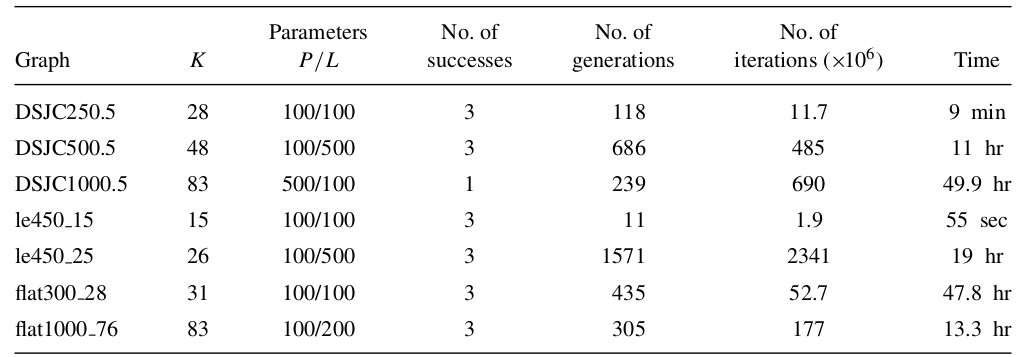 Parameters No. of No. of No. of
Graph K P/L successes generations iterations (×10⁶) Time
DSJC250.5 28 100/100 3 118 11.7 9 min
DSJC500.5 48 100/500 3 686 485 11 hr
DSJC1000.5 83 500/100 1 239 690 49.9 hr
le450_15 15 100/100 3 11 1.9 55 sec
le450_25 26 100/500 3 1571 2341 19 hr
flat300_28 31 100/100 3 435 52.7 47.8 hr
flat1000_76 83 100/200 3 305 177 13.3 hr